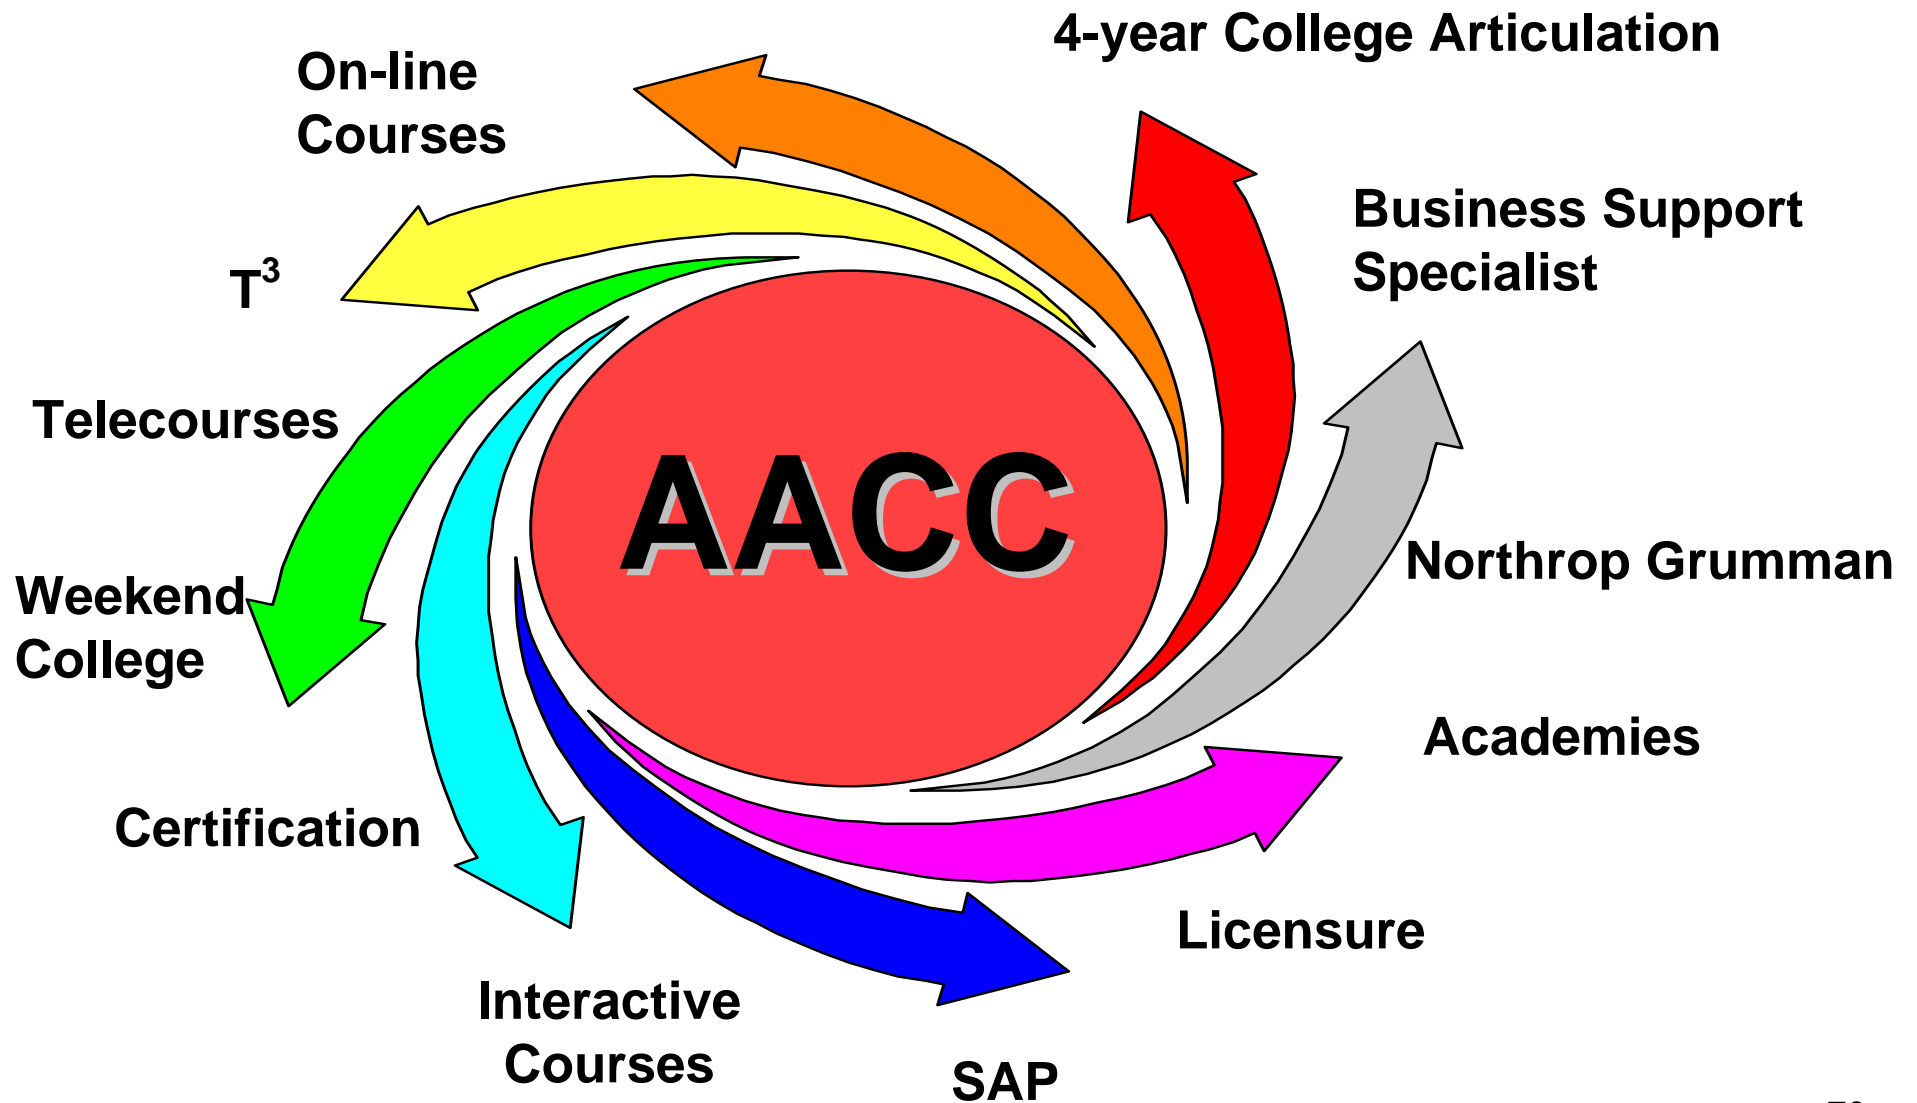 4-year College Articulation
On-line
Courses
Business Support
Specialist
T³
Telecourses
AACC
Northrop Grumman
Weekend
College
Academies
Certification
Licensure
Interactive
Courses
SAP